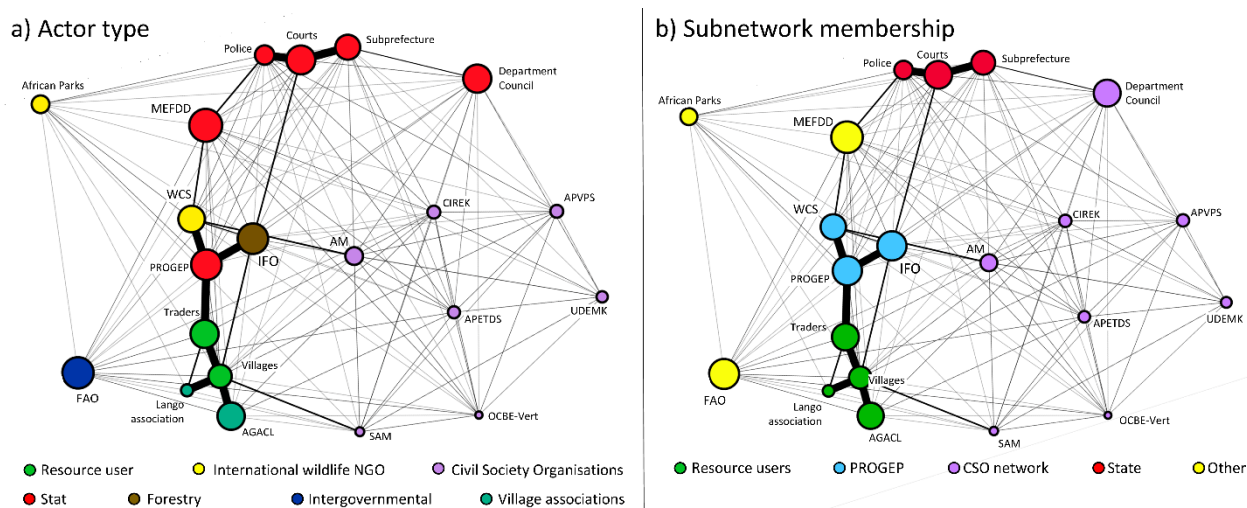 a) Actor type
Courts
Subprefecture
Police
Department
Council
African Parks
MEFDD
WCS
CIREK
APVPS
AM
IFO
PROGEP
UDEMK
Traders
APETDS
Villages
FAO
Lango
association
OCBE-Vert
AGACL
SAM
Resource user
International wildlife NGO
Civil Society Organisations
Stat
Forestry
Intergovernmental
Village associations
b) Subnetwork membership
Courts
Subprefecture
Police
Department
Council
African Parks
MEFDD
WCS
CIREK
APVPS
AM
IFO
PROGEP
UDEMK
Traders
APETDS
Villages
FAO
Lango
association
OCBE-Vert
AGACL
SAM
Resource users
PROGEP
CSO network
State
Other